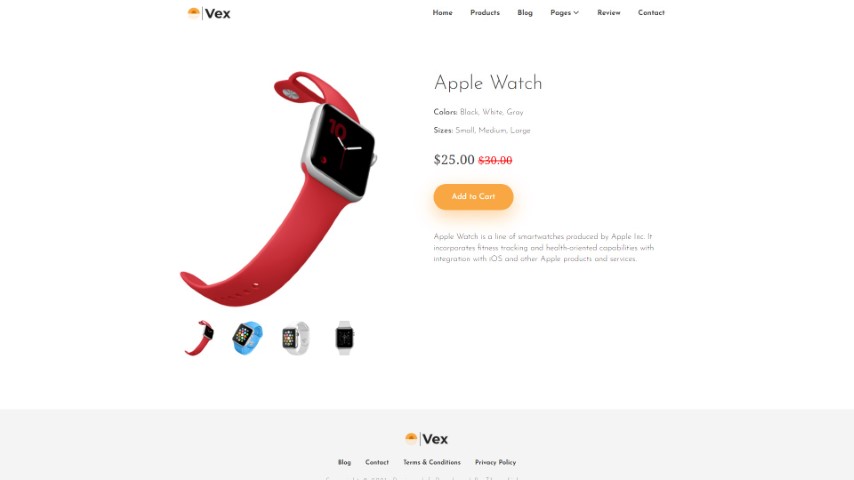 Vex
Home Products Blog Pages Review Contact
Apple Watch
Colors: Black, White, Gray
Sizes: Small, Medium, Large
$25.00 $30.00
Add to Cart
Apple Watch is a line of smartwatches produced by Apple Inc. It
incorporates fitness tracking and health-oriented capabilities with
integration with iOS and other Apple products and services.
10
Vex
Blog Contact Terms & Conditions Privacy Policy